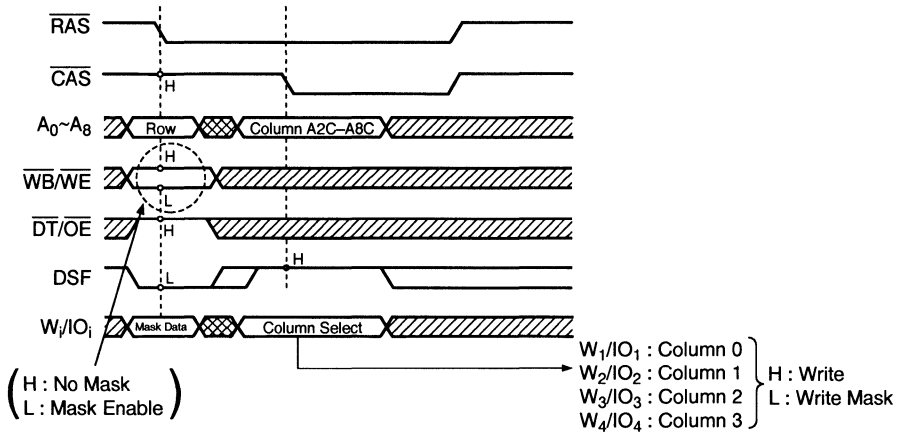 RAS
CAS
H
A0~A8 Row Column A2C–A8C
H
WB/WE
L
DT/OE
H
H
DSF L
Wi/IOi Mask Data Column Select
H : No Mask
L : Mask Enable
W1/IO1 : Column 0
W2/IO2 : Column 1
W3/IO3 : Column 2
W4/IO4 : Column 3
H : Write
L : Write Mask